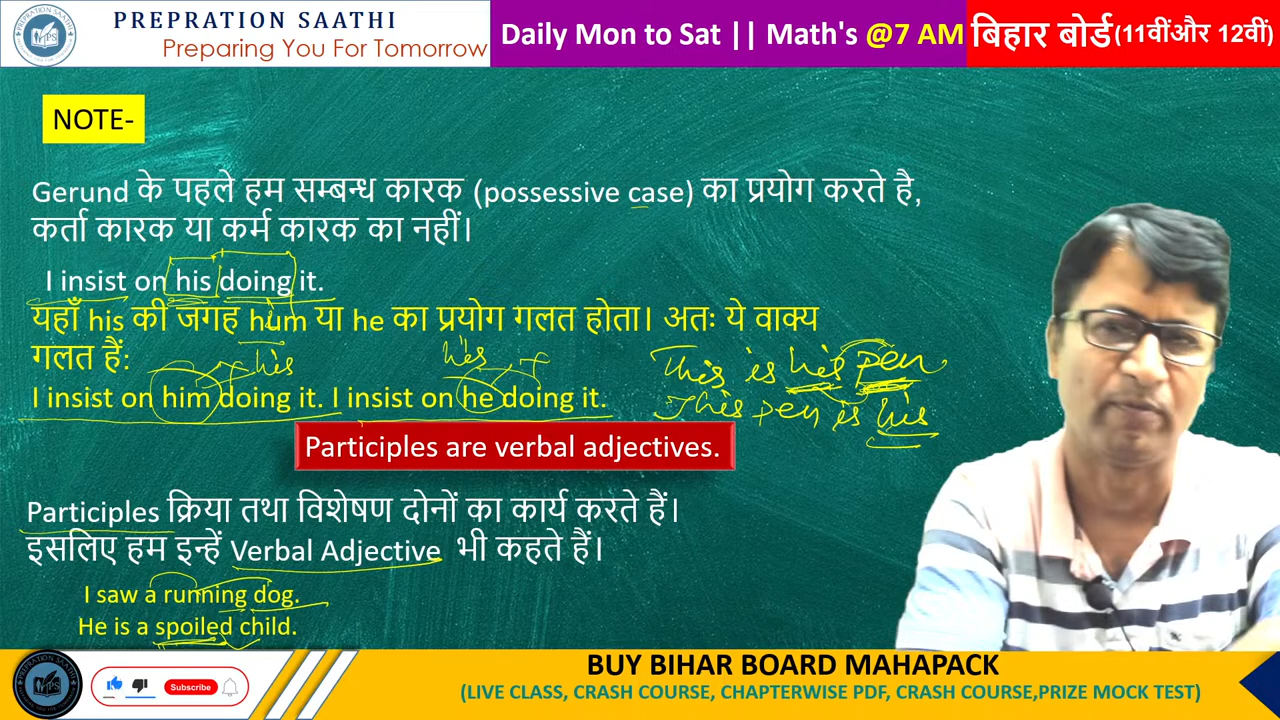 PREPRATION SAATHI
Preparing You For Tomorrow
Daily Mon to Sat || Math's @7 AM
बिहार बोर्ड(11वींऔर 12वीं)
NOTE-
Gerund के पहले हम सम्बन्ध कारक (possessive case) का प्रयोग करते है,
कर्ता कारक या कर्म कारक का नहीं।
I insist on his doing it.
यहाँ his की जगह hum या he का प्रयोग गलत होता। अतः ये वाक्य
गलत हैं:
his
his
This is his pen
I insist on him doing it. I insist on he doing it.
This pen is his
Participles are verbal adjectives.
Participles क्रिया तथा विशेषण दोनों का कार्य करते हैं।
इसलिए हम इन्हें Verbal Adjective भी कहते हैं।
I saw a running dog.
He is a spoiled child.
PREPRATION SAATHI
Subscribe
BUY BIHAR BOARD MAHAPACK
(LIVE CLASS, CRASH COURSE, CHAPTERWISE PDF, CRASH COURSE,PRIZE MOCK TEST)